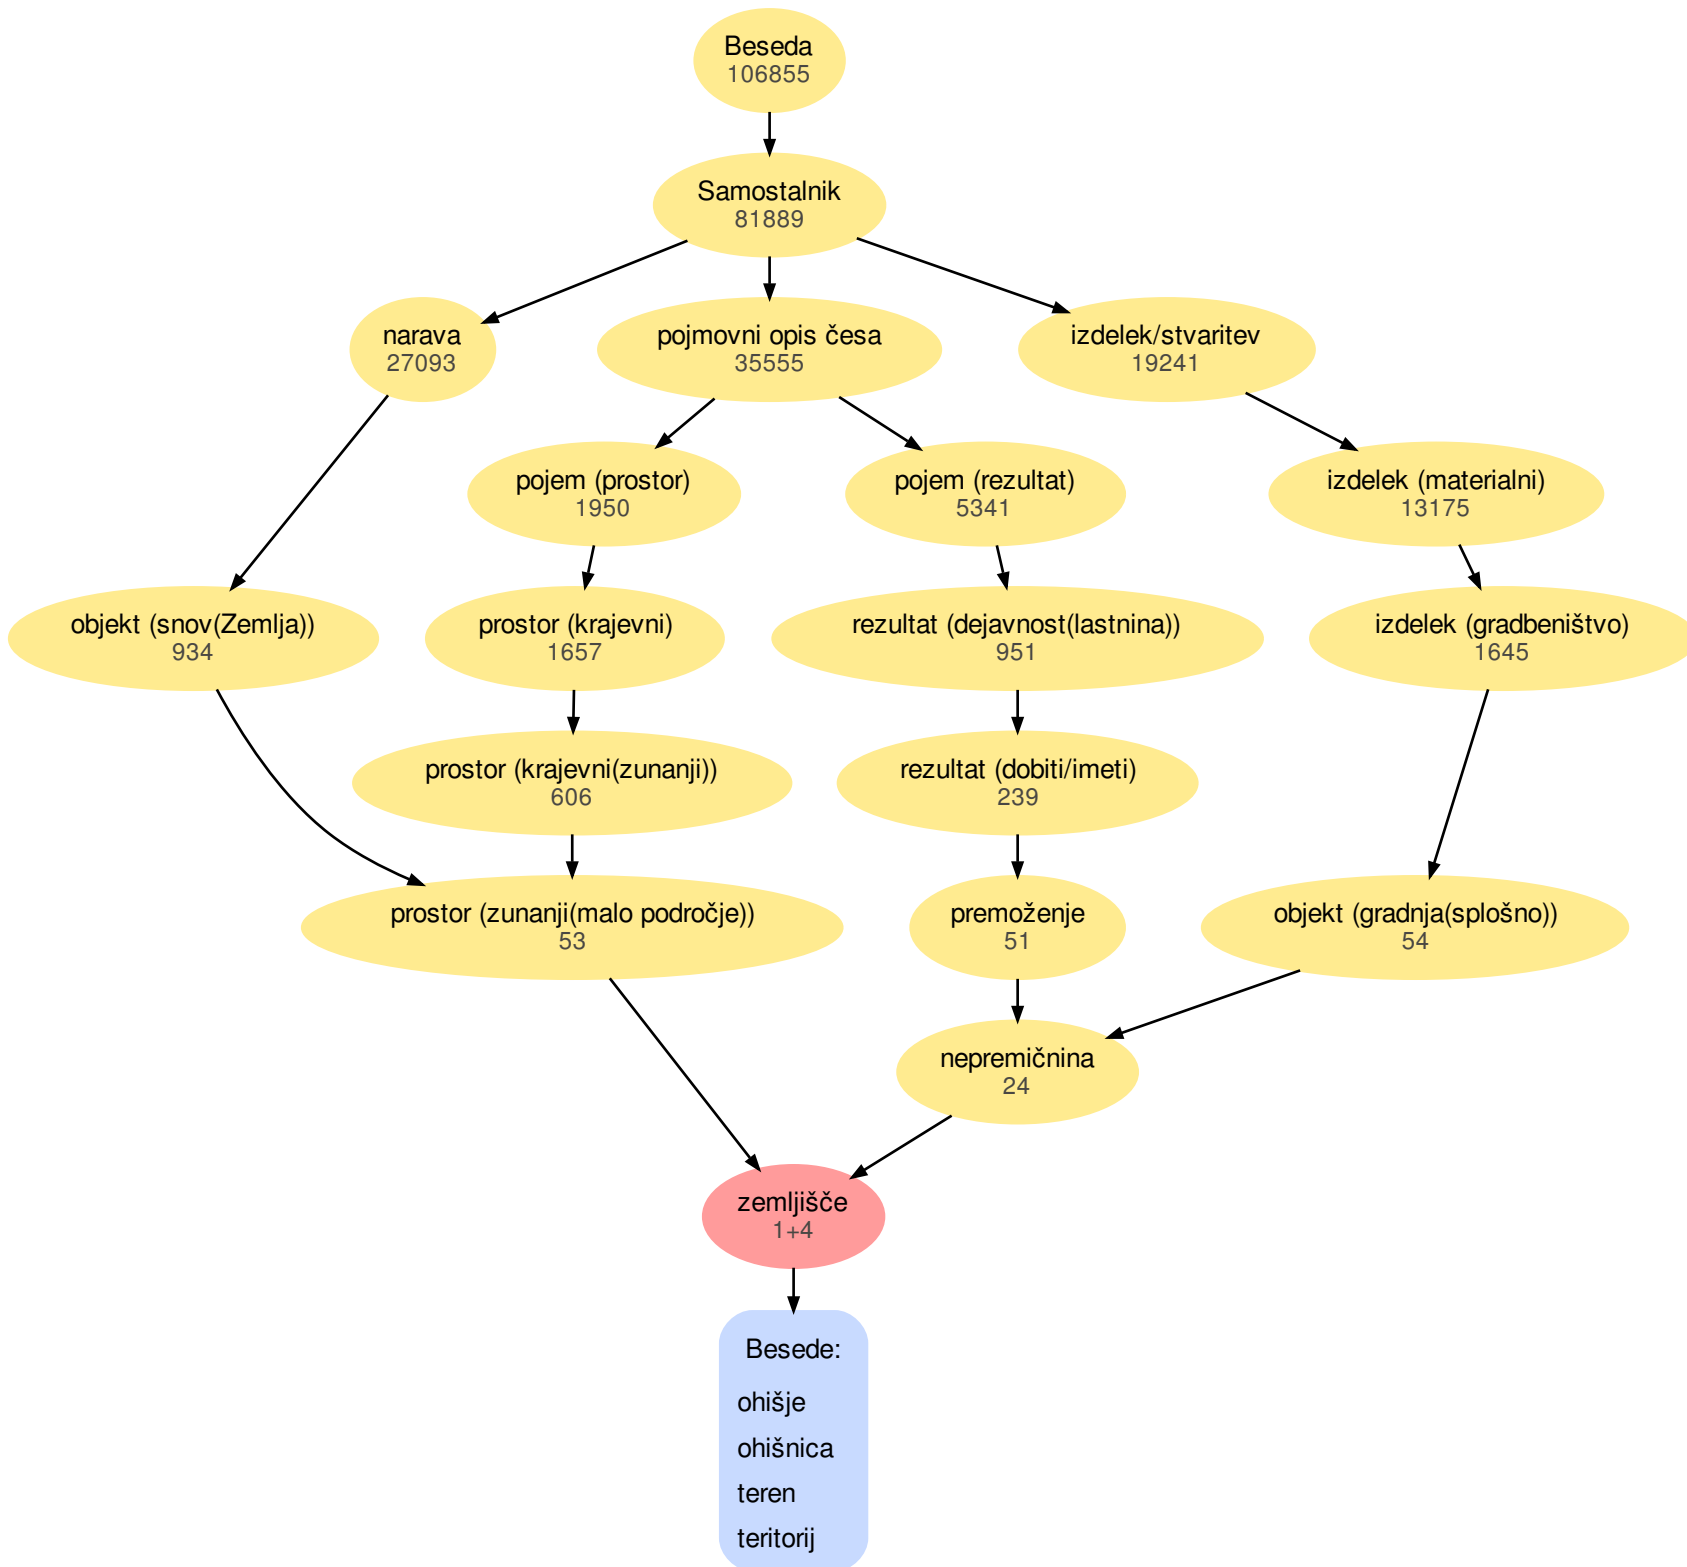 Beseda
106855
Samostalnik
81889
narava
27093
pojmovni opis česa
35555
izdelek/stvaritev
19241
pojem (prostor)
1950
pojem (rezultat)
5341
izdelek (materialni)
13175
objekt (snov(Zemlja))
934
prostor (krajevni)
1657
rezultat (dejavnost(lastnina))
951
izdelek (gradbeništvo)
1645
prostor (krajevni(zunanji))
606
rezultat (dobiti/imeti)
239
prostor (zunanji(malo področje))
53
premoženje
51
objekt (gradnja(splošno))
54
nepremičnina
24
zemljišče
1+4
Besede:
ohišje
ohišnica
teren
teritorij